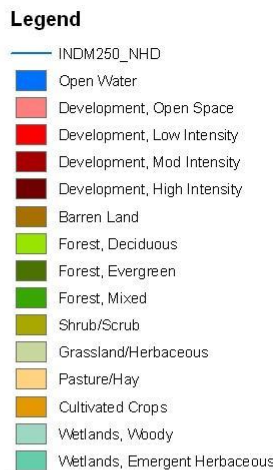 Legend
INDM250_NHD
Open Water
Development, Open Space
Development, Low Intensity
Development, Mod Intensity
Development, High Intensity
Barren Land
Forest, Deciduous
Forest, Evergreen
Forest, Mixed
Shrub/Scrub
Grassland/Herbaceous
Pasture/Hay
Cultivated Crops
Wetlands, Woody
Wetlands, Emergent Herbaceous